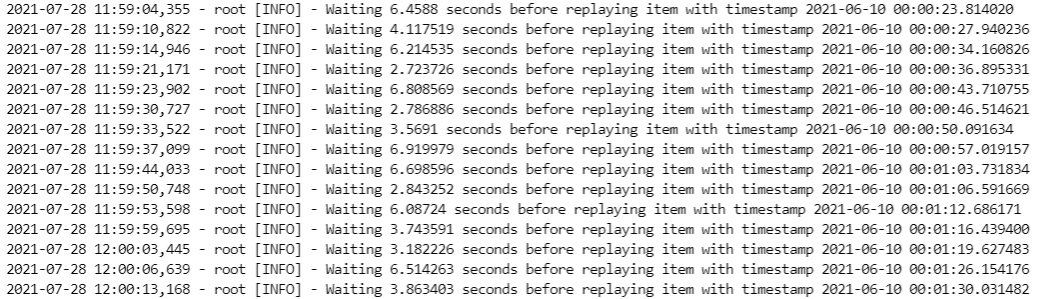 2021-07-28 11:59:04,355 - root [INFO] - Waiting 6.4588 seconds before replaying item with timestamp 2021-06-10 00:00:23.814020
2021-07-28 11:59:10,822 - root [INFO] - Waiting 4.117519 seconds before replaying item with timestamp 2021-06-10 00:00:27.940236
2021-07-28 11:59:14,946 - root [INFO] - Waiting 6.214535 seconds before replaying item with timestamp 2021-06-10 00:00:34.160826
2021-07-28 11:59:21,171 - root [INFO] - Waiting 2.723726 seconds before replaying item with timestamp 2021-06-10 00:00:36.895331
2021-07-28 11:59:23,902 - root [INFO] - Waiting 6.808569 seconds before replaying item with timestamp 2021-06-10 00:00:43.710755
2021-07-28 11:59:30,727 - root [INFO] - Waiting 2.786886 seconds before replaying item with timestamp 2021-06-10 00:00:46.514621
2021-07-28 11:59:33,522 - root [INFO] - Waiting 3.5691 seconds before replaying item with timestamp 2021-06-10 00:00:50.091634
2021-07-28 11:59:37,099 - root [INFO] - Waiting 6.919979 seconds before replaying item with timestamp 2021-06-10 00:00:57.019157
2021-07-28 11:59:44,033 - root [INFO] - Waiting 6.698596 seconds before replaying item with timestamp 2021-06-10 00:01:03.731834
2021-07-28 11:59:50,748 - root [INFO] - Waiting 2.843252 seconds before replaying item with timestamp 2021-06-10 00:01:06.591669
2021-07-28 11:59:53,598 - root [INFO] - Waiting 6.08724 seconds before replaying item with timestamp 2021-06-10 00:01:12.686171
2021-07-28 11:59:59,695 - root [INFO] - Waiting 3.743591 seconds before replaying item with timestamp 2021-06-10 00:01:16.439400
2021-07-28 12:00:03,445 - root [INFO] - Waiting 3.182226 seconds before replaying item with timestamp 2021-06-10 00:01:19.627483
2021-07-28 12:00:06,639 - root [INFO] - Waiting 6.514263 seconds before replaying item with timestamp 2021-06-10 00:01:26.154176
2021-07-28 12:00:13,168 - root [INFO] - Waiting 3.863403 seconds before replaying item with timestamp 2021-06-10 00:01:30.031482